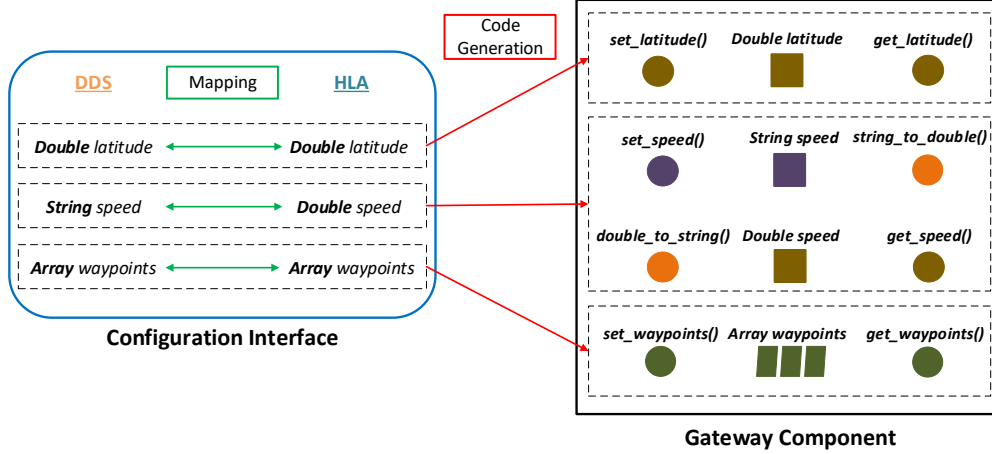 Code
Generation
DDS
Mapping
HLA
Double latitude
Double latitude
String speed
Double speed
Array waypoints
Array waypoints
Configuration Interface
set_latitude()
Double latitude
get_latitude()
set_speed()
String speed
string_to_double()
double_to_string()
Double speed
get_speed()
set_waypoints()
Array waypoints
get_waypoints()
Gateway Component